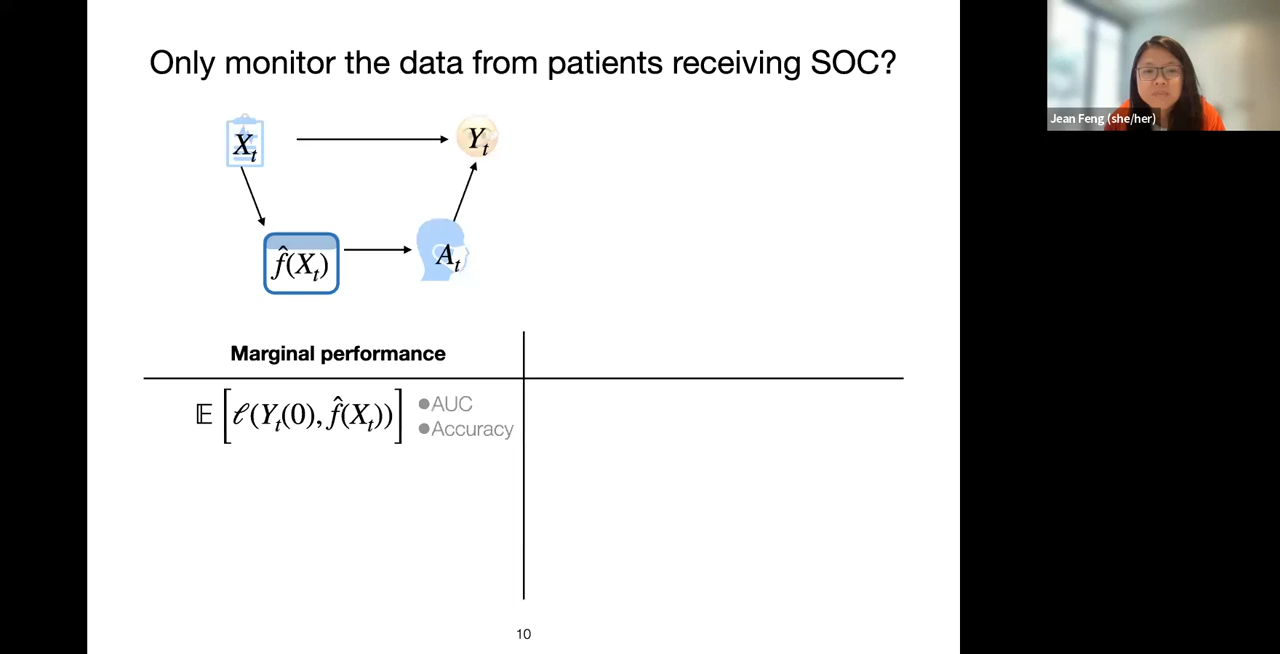 Only monitor the data from patients receiving SOC?
Jean Feng (she/her)
X_t
Y_t
f̂(X_t)
A_t
Marginal performance
𝔼[ℓ(Y_t(0), f̂(X_t))]
●AUC
●Accuracy
10